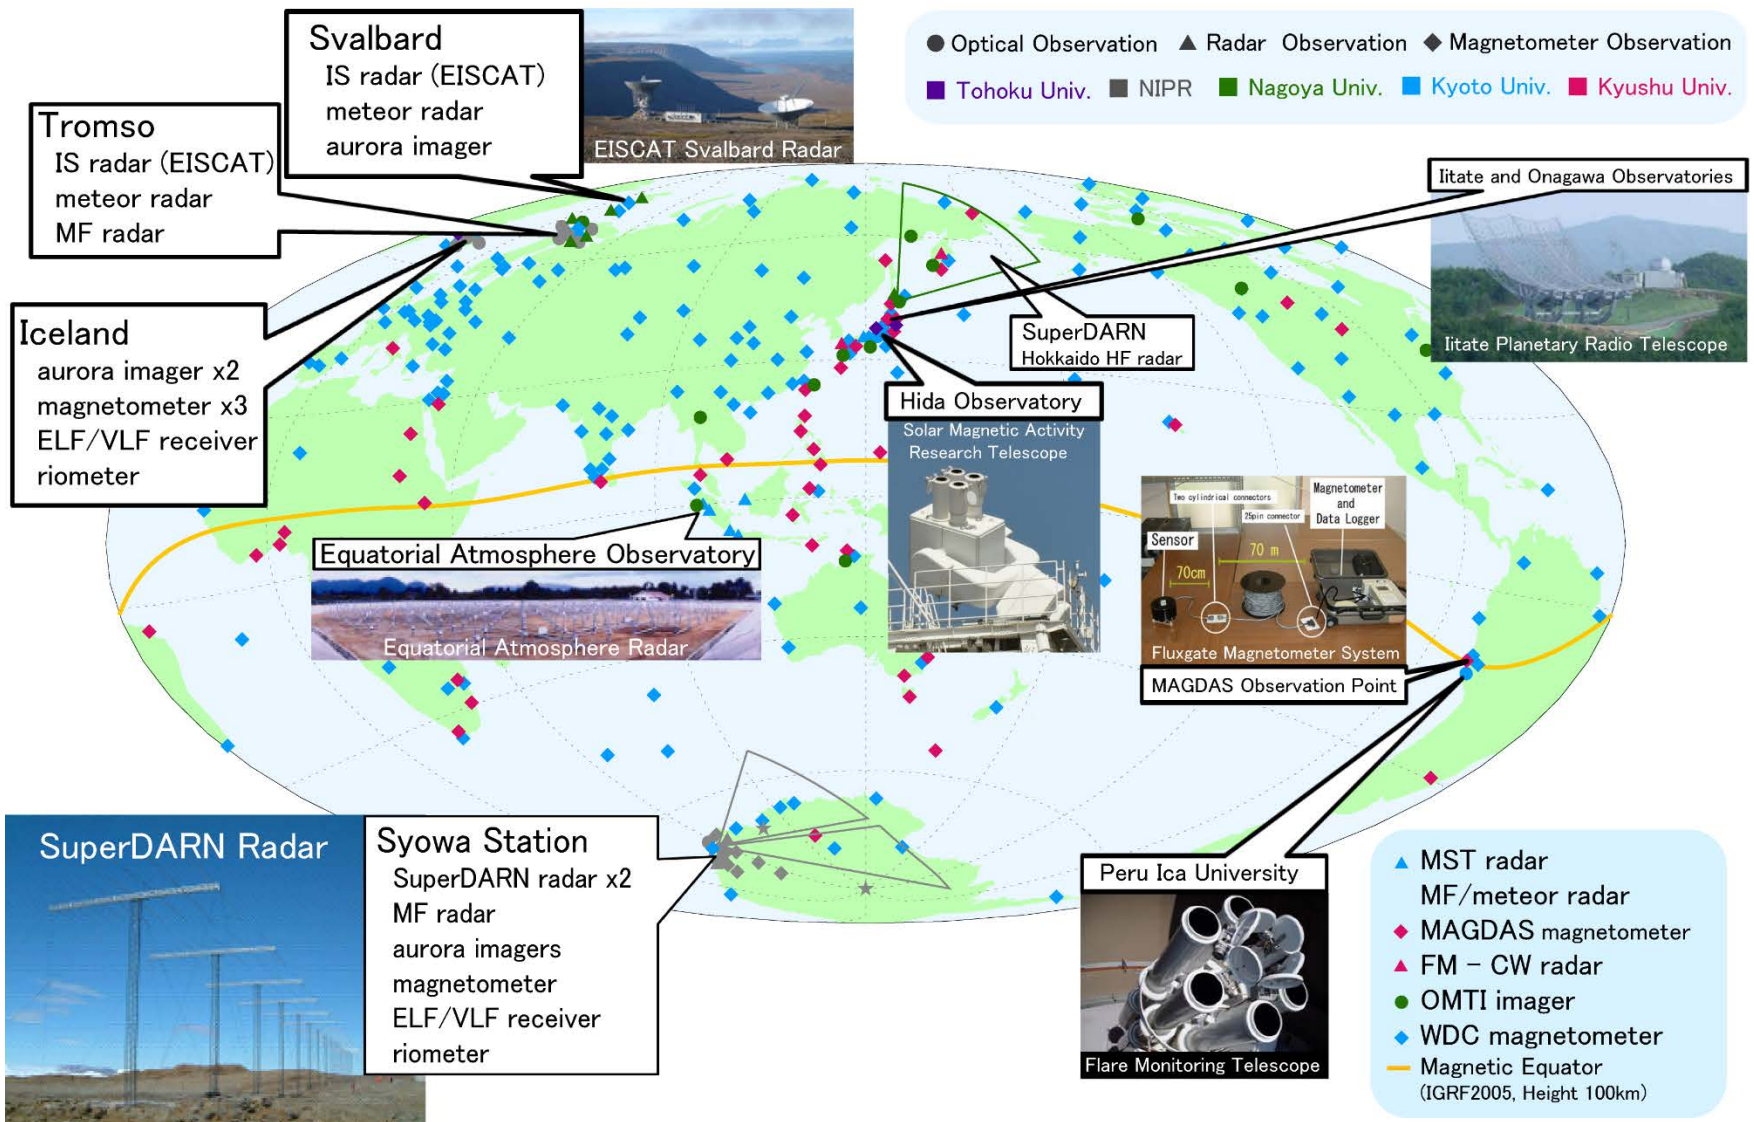 Svalbard
IS radar (EISCAT)
meteor radar
aurora imager
EISCAT Svalbard Radar
Optical Observation
Radar Observation
Magnetometer Observation
Tohoku Univ.
NIPR
Nagoya Univ.
Kyoto Univ.
Kyushu Univ.
Tromso
IS radar (EISCAT)
meteor radar
MF radar
Iitate and Onagawa Observatories
Iitate Planetary Radio Telescope
Iceland
aurora imager x2
magnetometer x3
ELF/VLF receiver
riometer
SuperDARN
Hokkaido HF radar
Hida Observatory
Solar Magnetic Activity
Research Telescope
Two cylindrical connectors
25pin connector
Magnetometer
and
Data Logger
Sensor
70 m
70cm
Fluxgate Magnetometer System
MAGDAS Observation Point
Equatorial Atmosphere Observatory
Equatorial Atmosphere Radar
SuperDARN Radar
Syowa Station
SuperDARN radar x2
MF radar
aurora imagers
magnetometer
ELF/VLF receiver
riometer
Peru Ica University
Flare Monitoring Telescope
MST radar
MF/meteor radar
MAGDAS magnetometer
FM - CW radar
OMTI imager
WDC magnetometer
Magnetic Equator
(IGRF2005, Height 100km)